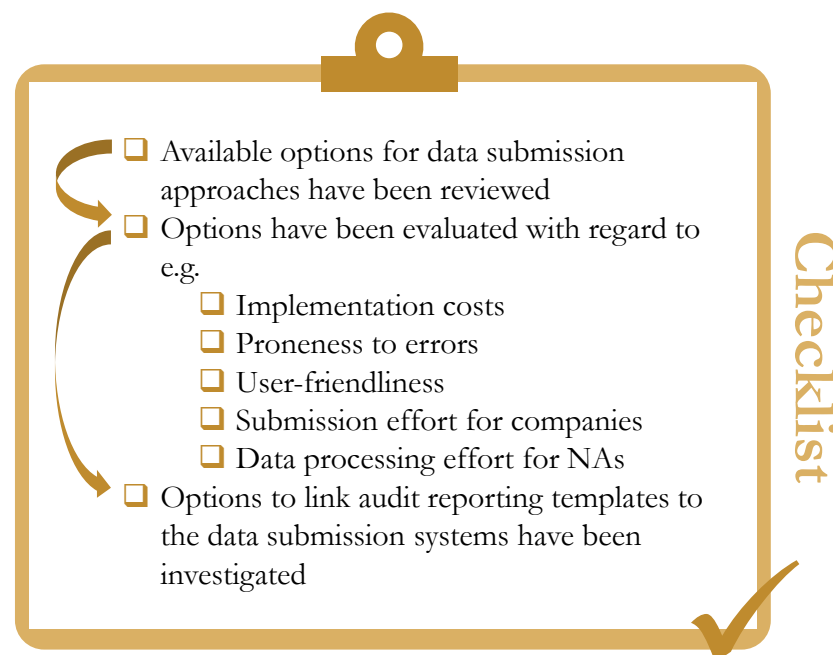 Available options for data submission
approaches have been reviewed
Options have been evaluated with regard to
e.g.
Implementation costs
Proneness to errors
User-friendliness
Submission effort for companies
Data processing effort for NAs
Options to link audit reporting templates to
the data submission systems have been
investigated
Checklist